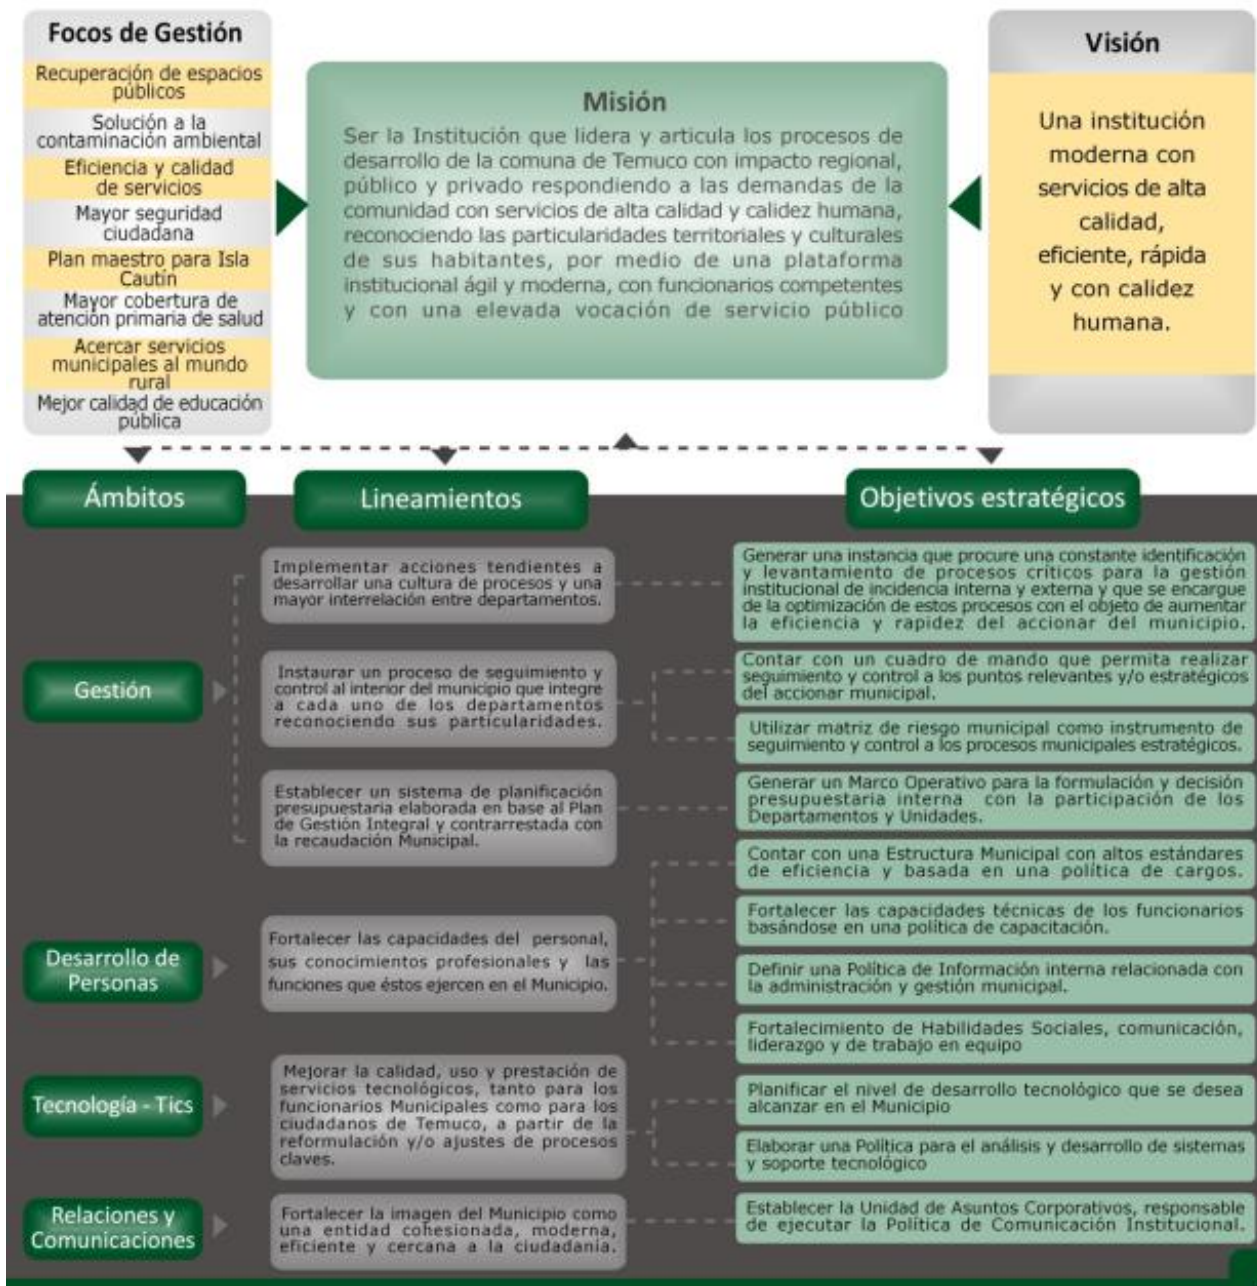 Focos de Gestión
Recuperación de espacios
públicos
Solución a la
contaminación ambiental
Eficiencia y calidad
de servicios
Mayor seguridad
ciudadana
Plan maestro para Isla
Cautín
Mayor cobertura de
atención primaria de salud
Acercar servicios
municipales al mundo
rural
Mejor calidad de educación
pública
Misión
Ser la Institución que lidera y articula los procesos de
desarrollo de la comuna de Temuco con impacto regional,
público y privado respondiendo a las demandas de la
comunidad con servicios de alta calidad y calidez humana,
reconociendo las particularidades territoriales y culturales
de sus habitantes, por medio de una plataforma
institucional ágil y moderna, con funcionarios competentes
y con una elevada vocación de servicio público
Visión
Una institución
moderna con
servicios de alta
calidad,
eficiente, rápida
y con calidez
humana.
Ámbitos
Lineamientos
Objetivos estratégicos
Gestión
Implementar acciones tendientes a
desarrollar una cultura de procesos y una
mayor interrelación entre departamentos.
Generar una instancia que procure una constante identificación
y levantamiento de procesos críticos para la gestión
institucional de incidencia interna y externa y que se encargue
de la optimización de estos procesos con el objeto de aumentar
la eficiencia y rapidez del accionar del municipio.
Instaurar un proceso de seguimiento y
control al interior del municipio que integre
a cada uno de los departamentos
reconociendo sus particularidades.
Contar con un cuadro de mando que permita realizar
seguimiento y control a los puntos relevantes y/o estratégicos
del accionar municipal.
Utilizar matriz de riesgo municipal como instrumento de
seguimiento y control a los procesos municipales estratégicos.
Establecer un sistema de planificación
presupuestaria elaborada en base al Plan
de Gestión Integral y contrarrestada con
la recaudación Municipal.
Generar un Marco Operativo para la formulación y decisión
presupuestaria interna con la participación de los
Departamentos y Unidades.
Desarrollo de
Personas
Fortalecer las capacidades del personal,
sus conocimientos profesionales y las
funciones que éstos ejercen en el Municipio.
Contar con una Estructura Municipal con altos estándares
de eficiencia y basada en una política de cargos.
Fortalecer las capacidades técnicas de los funcionarios
basándose en una política de capacitación.
Definir una Política de Información interna relacionada con
la administración y gestión municipal.
Fortalecimiento de Habilidades Sociales, comunicación,
liderazgo y de trabajo en equipo
Tecnología - Tics
Mejorar la calidad, uso y prestación de
servicios tecnológicos, tanto para los
funcionarios Municipales como para los
ciudadanos de Temuco, a partir de la
reformulación y/o ajustes de procesos
claves.
Planificar el nivel de desarrollo tecnológico que se desea
alcanzar en el Municipio
Elaborar una Política para el análisis y desarrollo de sistemas
y soporte tecnológico
Relaciones y
Comunicaciones
Fortalecer la imagen del Municipio como
una entidad cohesionada, moderna,
eficiente y cercana a la ciudadanía.
Establecer la Unidad de Asuntos Corporativos, responsable
de ejecutar la Política de Comunicación Institucional.